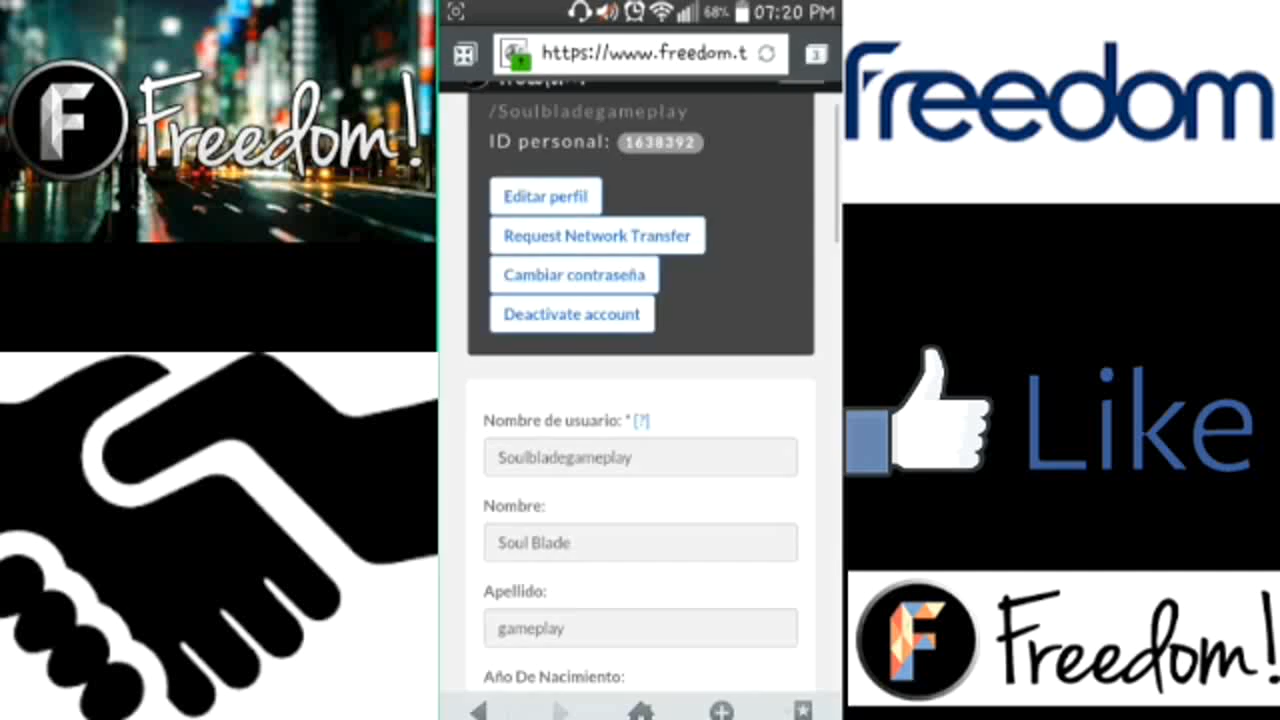 Freedom!
68% 07:20 PM
https://www.freedom.t
3
/Soulbladegameplay
ID personal: 1638392
Editar perfil
Request Network Transfer
Cambiar contraseña
Deactivate account
Nombre de usuario: * [?]
Soulbladegameplay
Nombre:
Soul Blade
Apellido:
gameplay
Año De Nacimiento:
freedom
Like
Freedom!